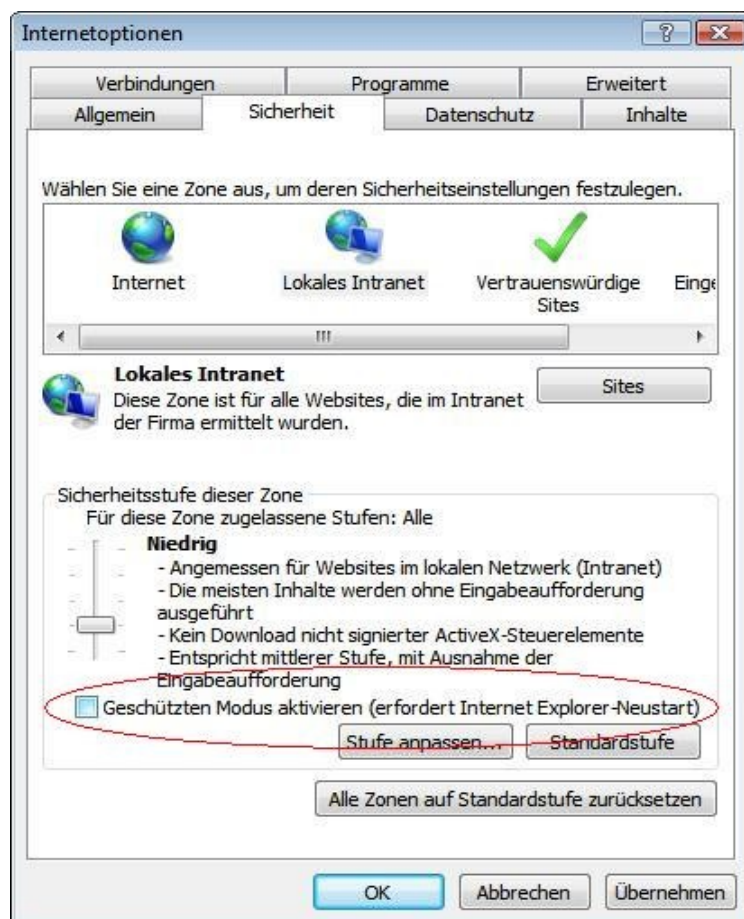 Internetoptionen
Verbindungen Programme Erweitert
Allgemein Sicherheit Datenschutz Inhalte
Wählen Sie eine Zone aus, um deren Sicherheitseinstellungen festzulegen.
Internet Lokales Intranet Vertrauenswürdige Einge
Sites
Lokales Intranet
Diese Zone ist für alle Websites, die im Intranet
der Firma ermittelt wurden.
Sites
Sicherheitsstufe dieser Zone
Für diese Zone zugelassene Stufen: Alle
Niedrig
- Angemessen für Websites im lokalen Netzwerk (Intranet)
- Die meisten Inhalte werden ohne Eingabeaufforderung
ausgeführt
- Kein Download nicht signierter ActiveX-Steuerelemente
- Entspricht mittlerer Stufe, mit Ausnahme der
Eingabeaufforderung
Geschützten Modus aktivieren (erfordert Internet Explorer-Neustart)
Stufe anpassen... Standardstufe
Alle Zonen auf Standardstufe zurücksetzen
OK Abbrechen Übernehmen